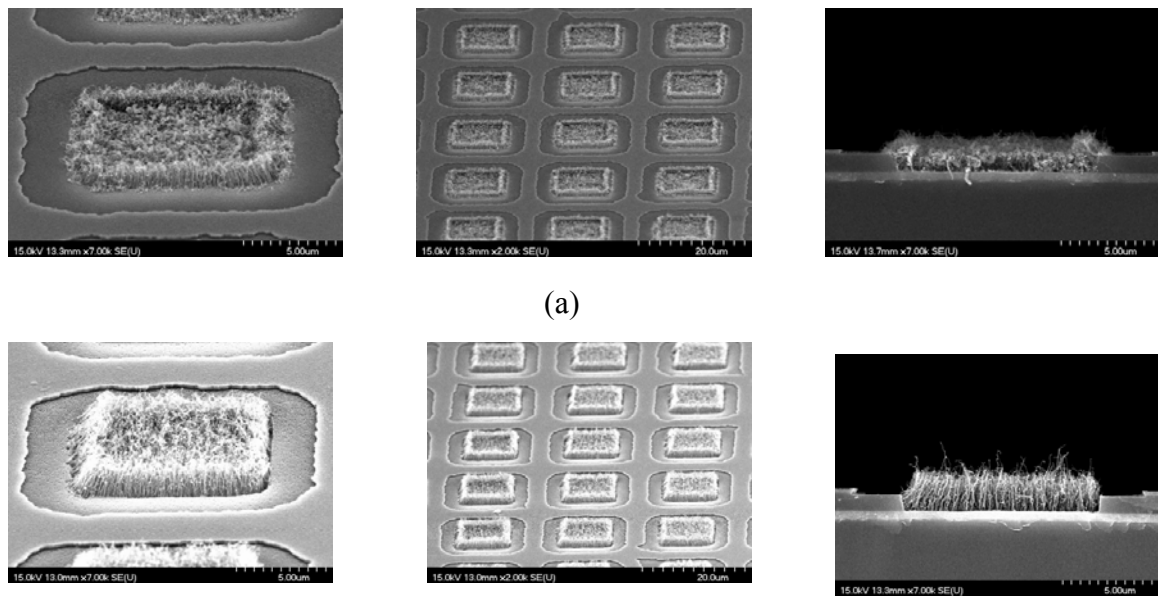 15.0kV 13.3mm x7.00k SE(U) 5.00um
15.0kV 13.3mm x2.00k SE(U) 20.0um
15.0kV 13.7mm x7.00k SE(U) 5.00um
(a)
15.0kV 13.0mm x7.00k SE(U) 5.00um
15.0kV 13.0mm x2.00k SE(U) 20.0um
15.0kV 13.3mm x7.00k SE(U) 5.00um